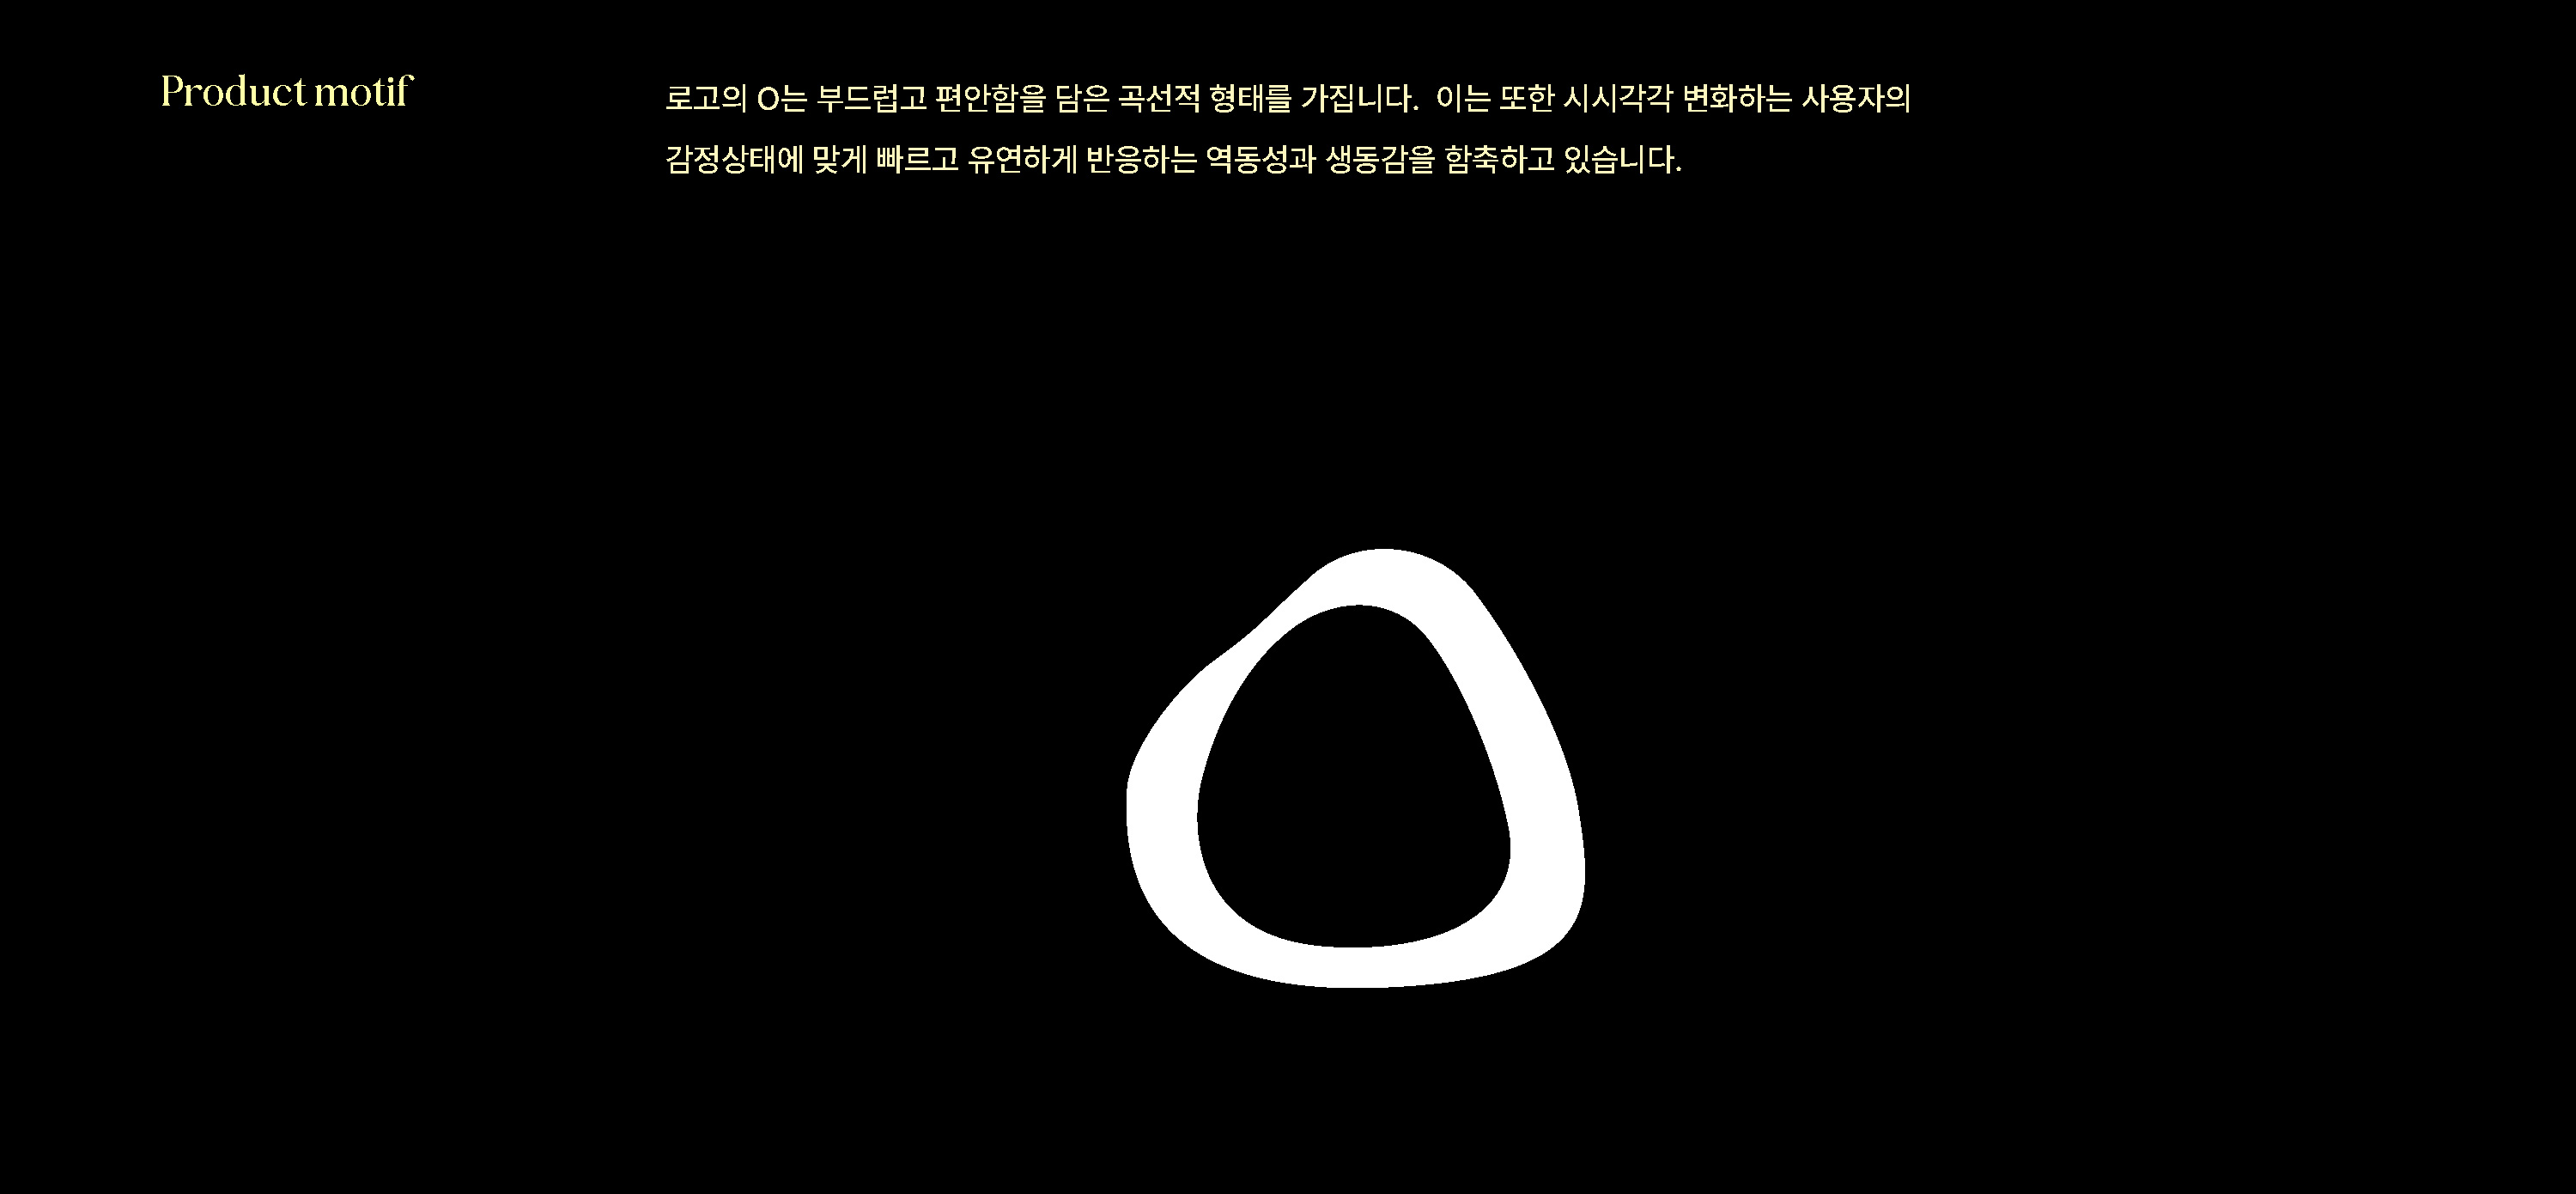 Product motif
로고의 O는 부드럽고 편안함을 담은 곡선적 형태를 가집니다. 이는 또한 시시각각 변화하는 사용자의
감정상태에 맞게 빠르고 유연하게 반응하는 역동성과 생동감을 함축하고 있습니다.